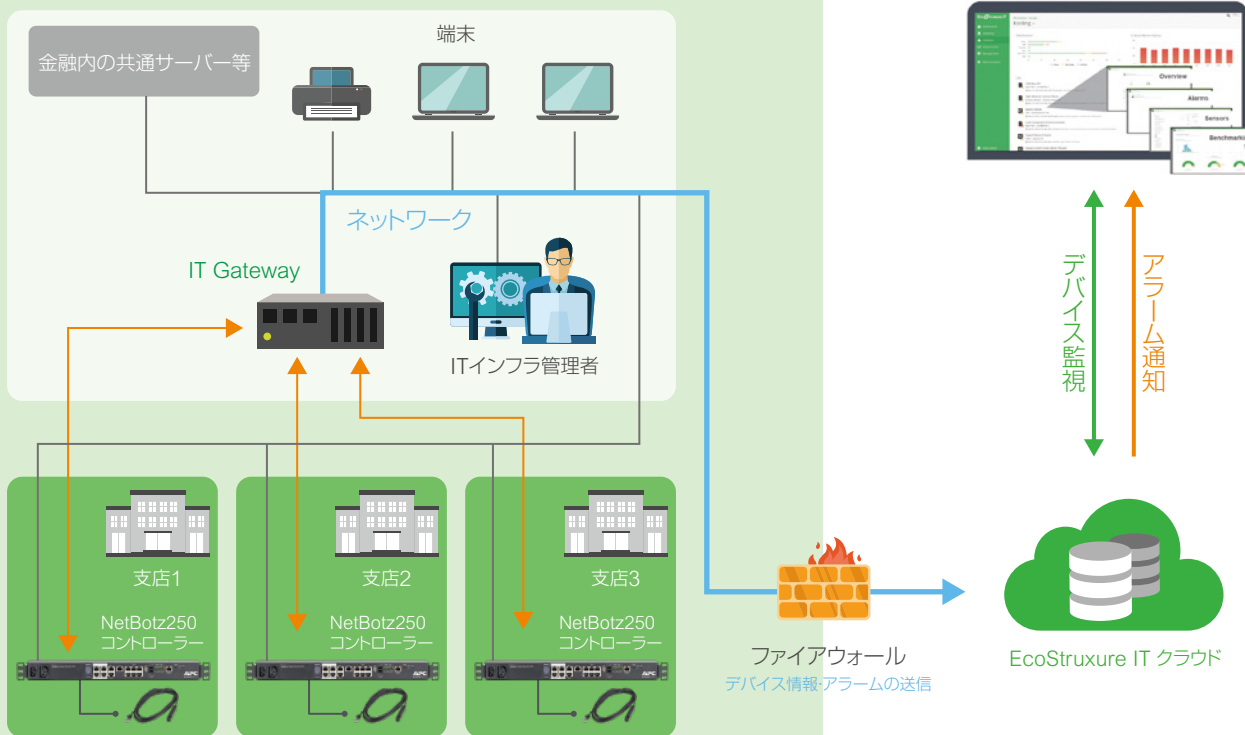 金融内の共通サーバー等
端末
ネットワーク
IT Gateway
ITインフラ管理者
支店1
NetBotz250
コントローラー
APC
支店2
NetBotz250
コントローラー
APC
支店3
NetBotz250
コントローラー
APC
ファイアウォール
デバイス情報・アラームの送信
Overview
Alarms
Sensors
Benchmarki
デバイス監視
アラーム通知
EcoStruxure IT クラウド